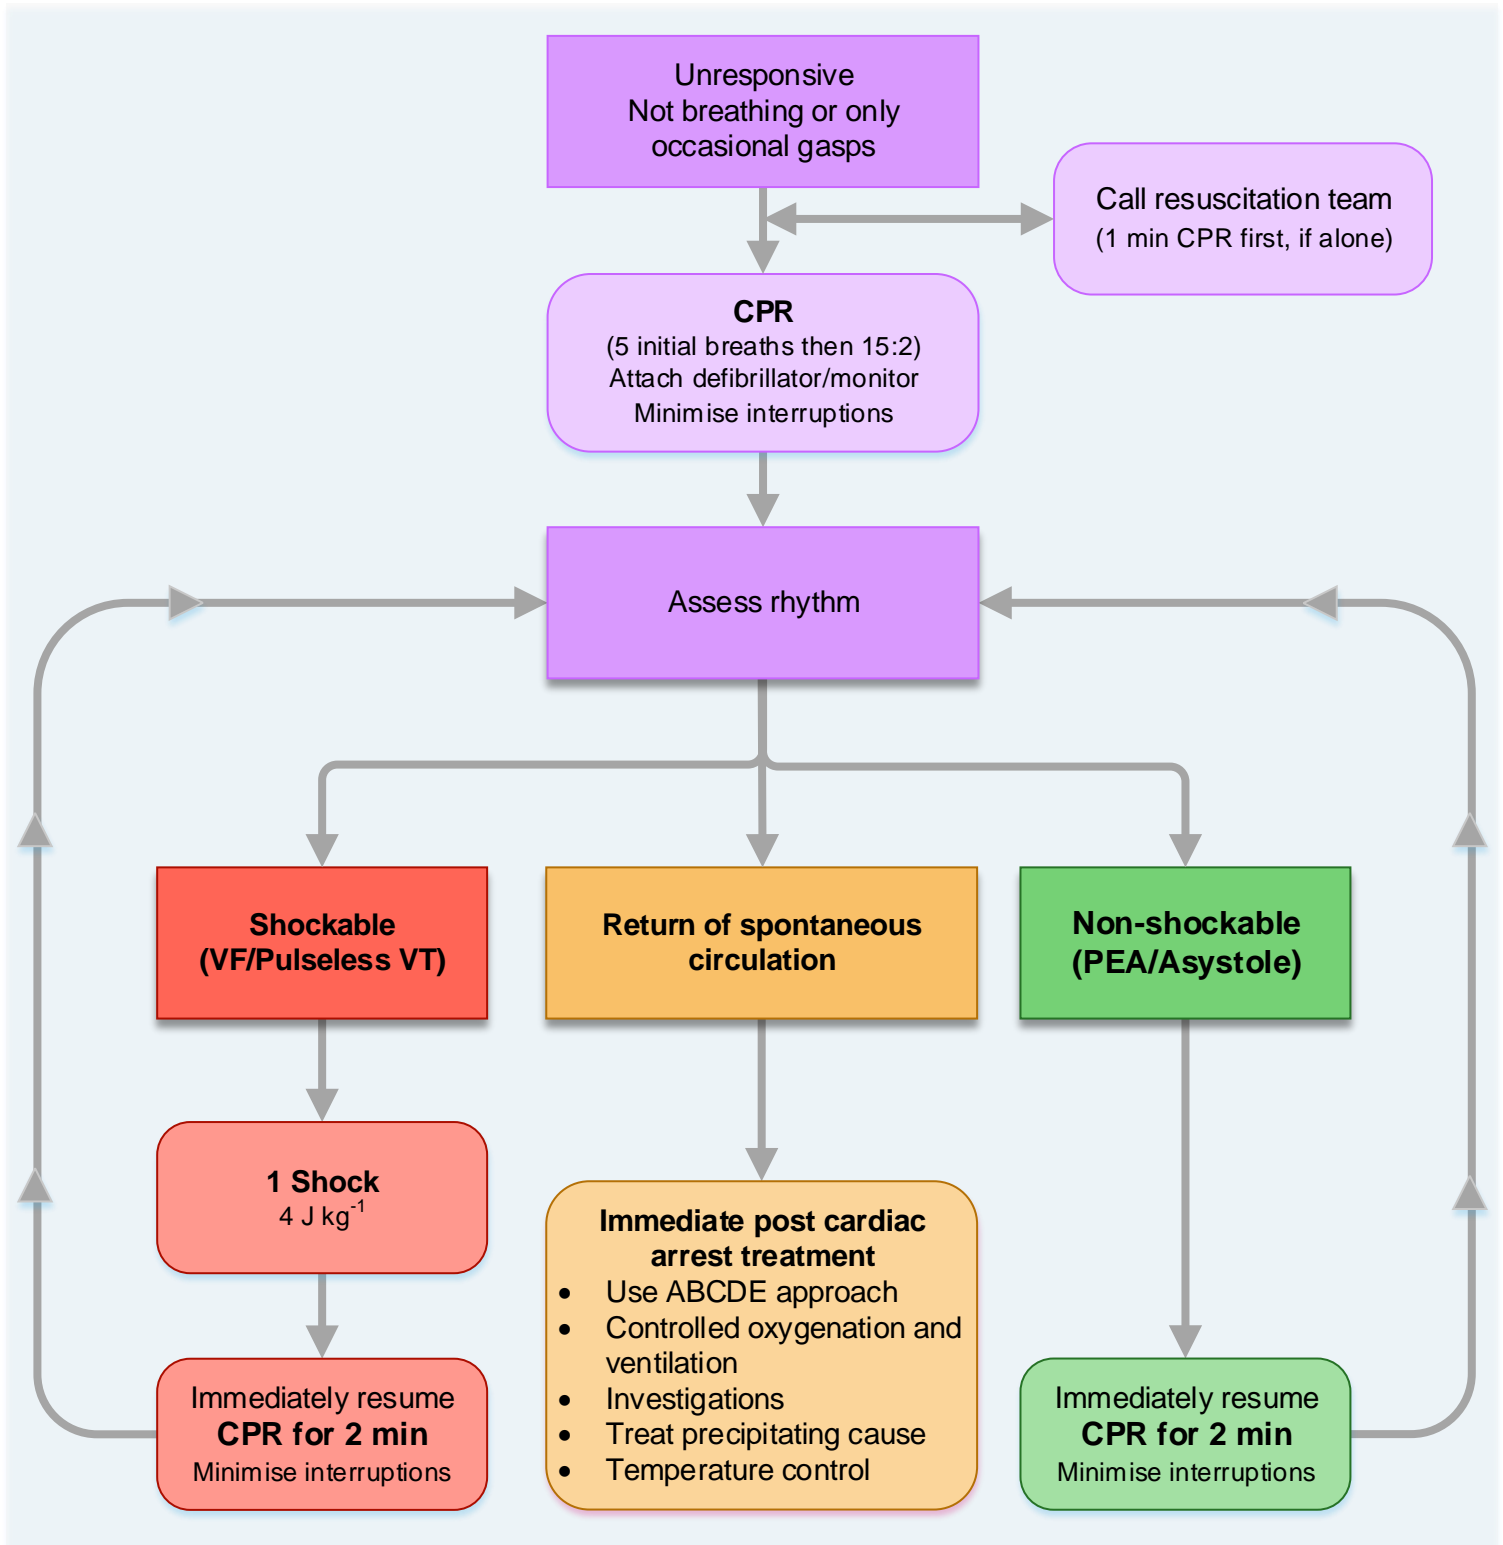 Unresponsive
Not breathing or only
occasional gasps
Call resuscitation team
(1 min CPR first, if alone)
CPR
(5 initial breaths then 15:2)
Attach defibrillator/monitor
Minimise interruptions
Assess rhythm
Shockable
(VF/Pulseless VT)
Return of spontaneous
circulation
Non-shockable
(PEA/Asystole)
1 Shock
4 J kg⁻¹
Immediate post cardiac
arrest treatment
• Use ABCDE approach
• Controlled oxygenation and
ventilation
• Investigations
• Treat precipitating cause
• Temperature control
Immediately resume
CPR for 2 min
Minimise interruptions
Immediately resume
CPR for 2 min
Minimise interruptions